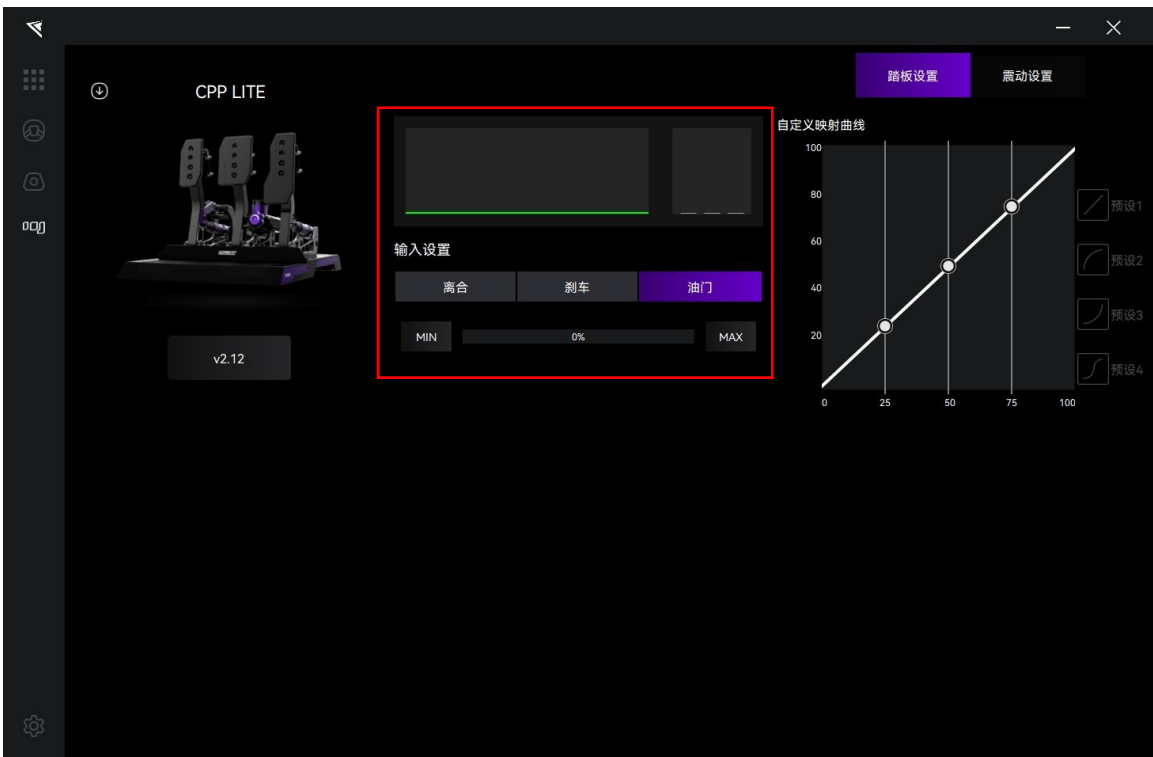 踏板设置 震动设置
CPP LITE
自定义映射曲线
100
80
60
40
20
0 25 50 75 100
预设1
预设2
预设3
预设4
输入设置
离合 刹车 油门
MIN 0% MAX
v2.12